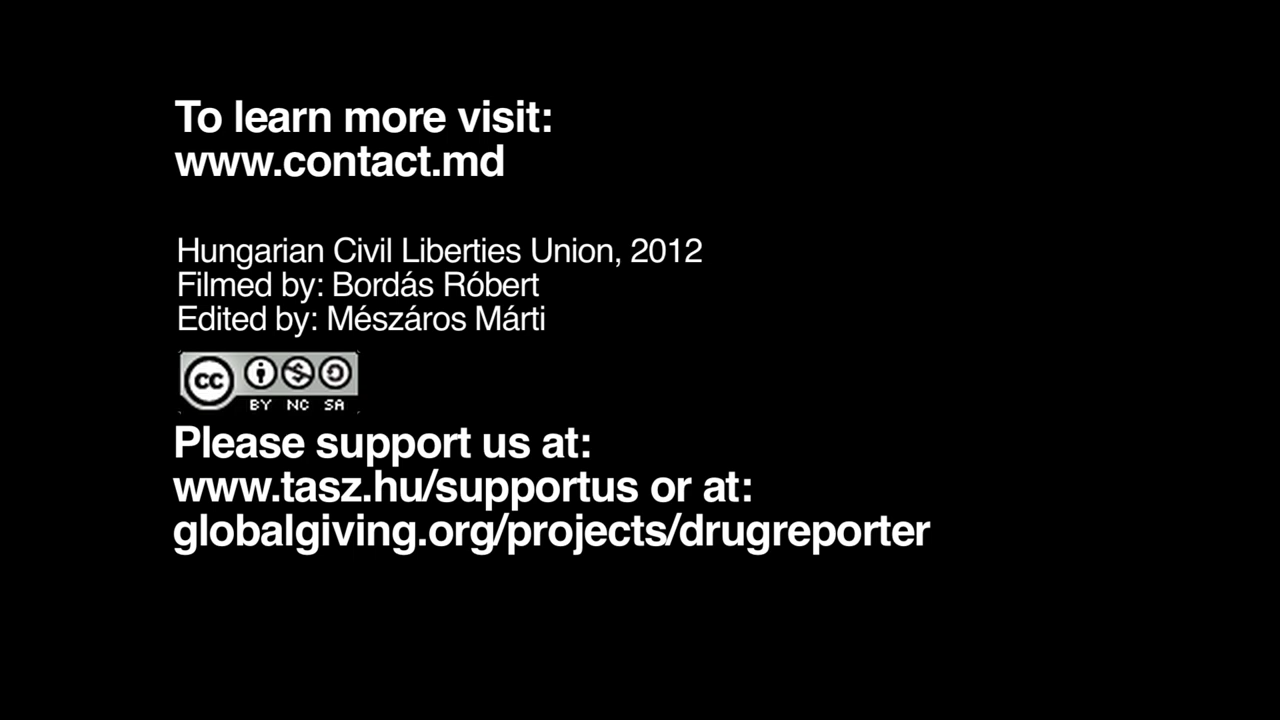 To learn more visit:
www.contact.md
Hungarian Civil Liberties Union, 2012
Filmed by: Bordás Róbert
Edited by: Mészáros Márti
cc
BY NC SA
Please support us at:
www.tasz.hu/supportus or at:
globalgiving.org/projects/drugreporter